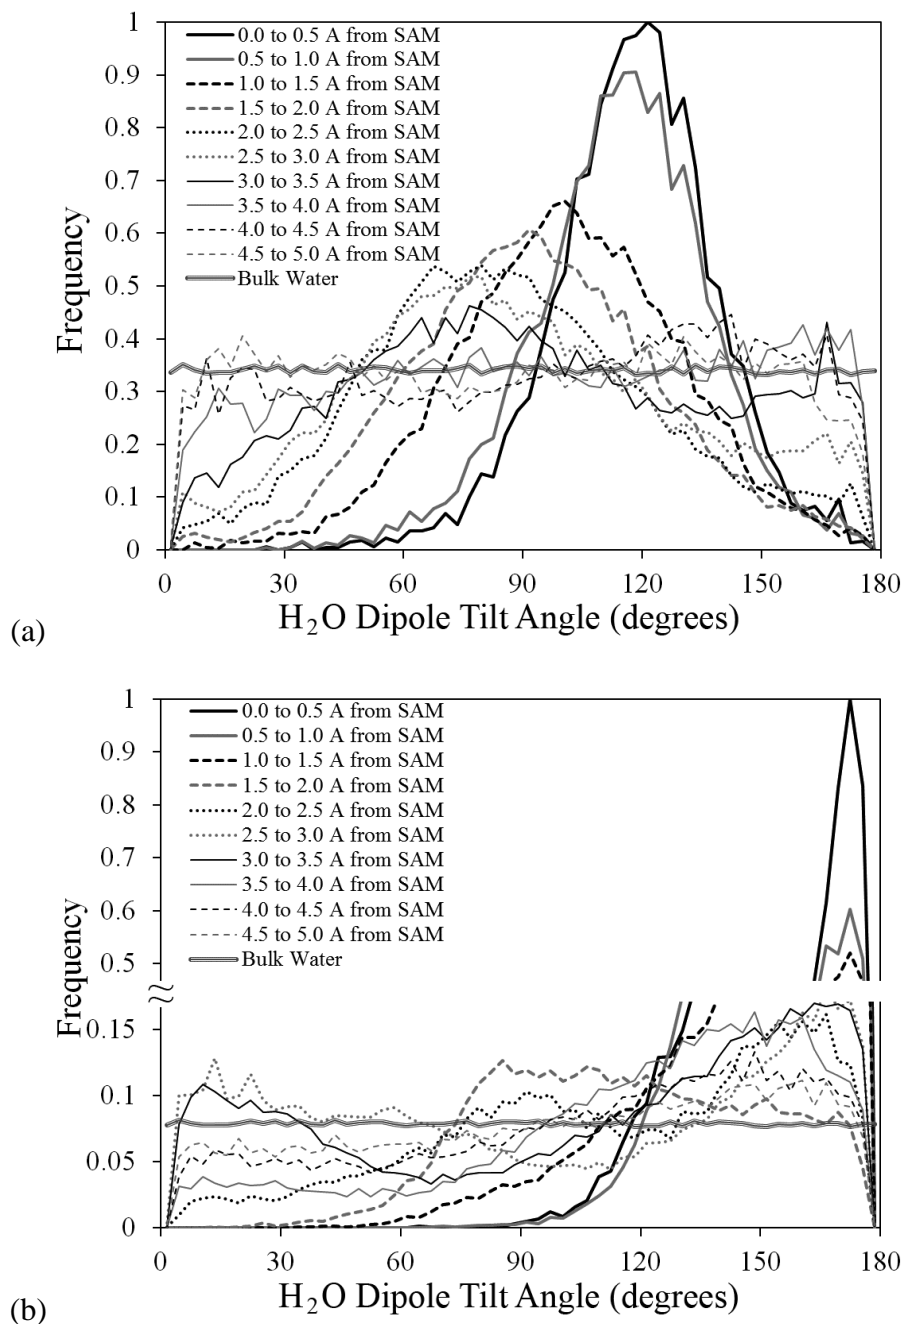 1
0.9
0.8
0.7
0.6
0.5
0.4
0.3
0.2
0.1
0
Frequency
0.0 to 0.5 A from SAM
0.5 to 1.0 A from SAM
1.0 to 1.5 A from SAM
1.5 to 2.0 A from SAM
2.0 to 2.5 A from SAM
2.5 to 3.0 A from SAM
3.0 to 3.5 A from SAM
3.5 to 4.0 A from SAM
4.0 to 4.5 A from SAM
4.5 to 5.0 A from SAM
Bulk Water
0 30 60 90 120 150 180
H₂O Dipole Tilt Angle (degrees)
(a)
1
0.9
0.8
0.7
0.6
0.5
0.15
0.1
0.05
0
Frequency
0.0 to 0.5 A from SAM
0.5 to 1.0 A from SAM
1.0 to 1.5 A from SAM
1.5 to 2.0 A from SAM
2.0 to 2.5 A from SAM
2.5 to 3.0 A from SAM
3.0 to 3.5 A from SAM
3.5 to 4.0 A from SAM
4.0 to 4.5 A from SAM
4.5 to 5.0 A from SAM
Bulk Water
0 30 60 90 120 150 180
H₂O Dipole Tilt Angle (degrees)
(b)